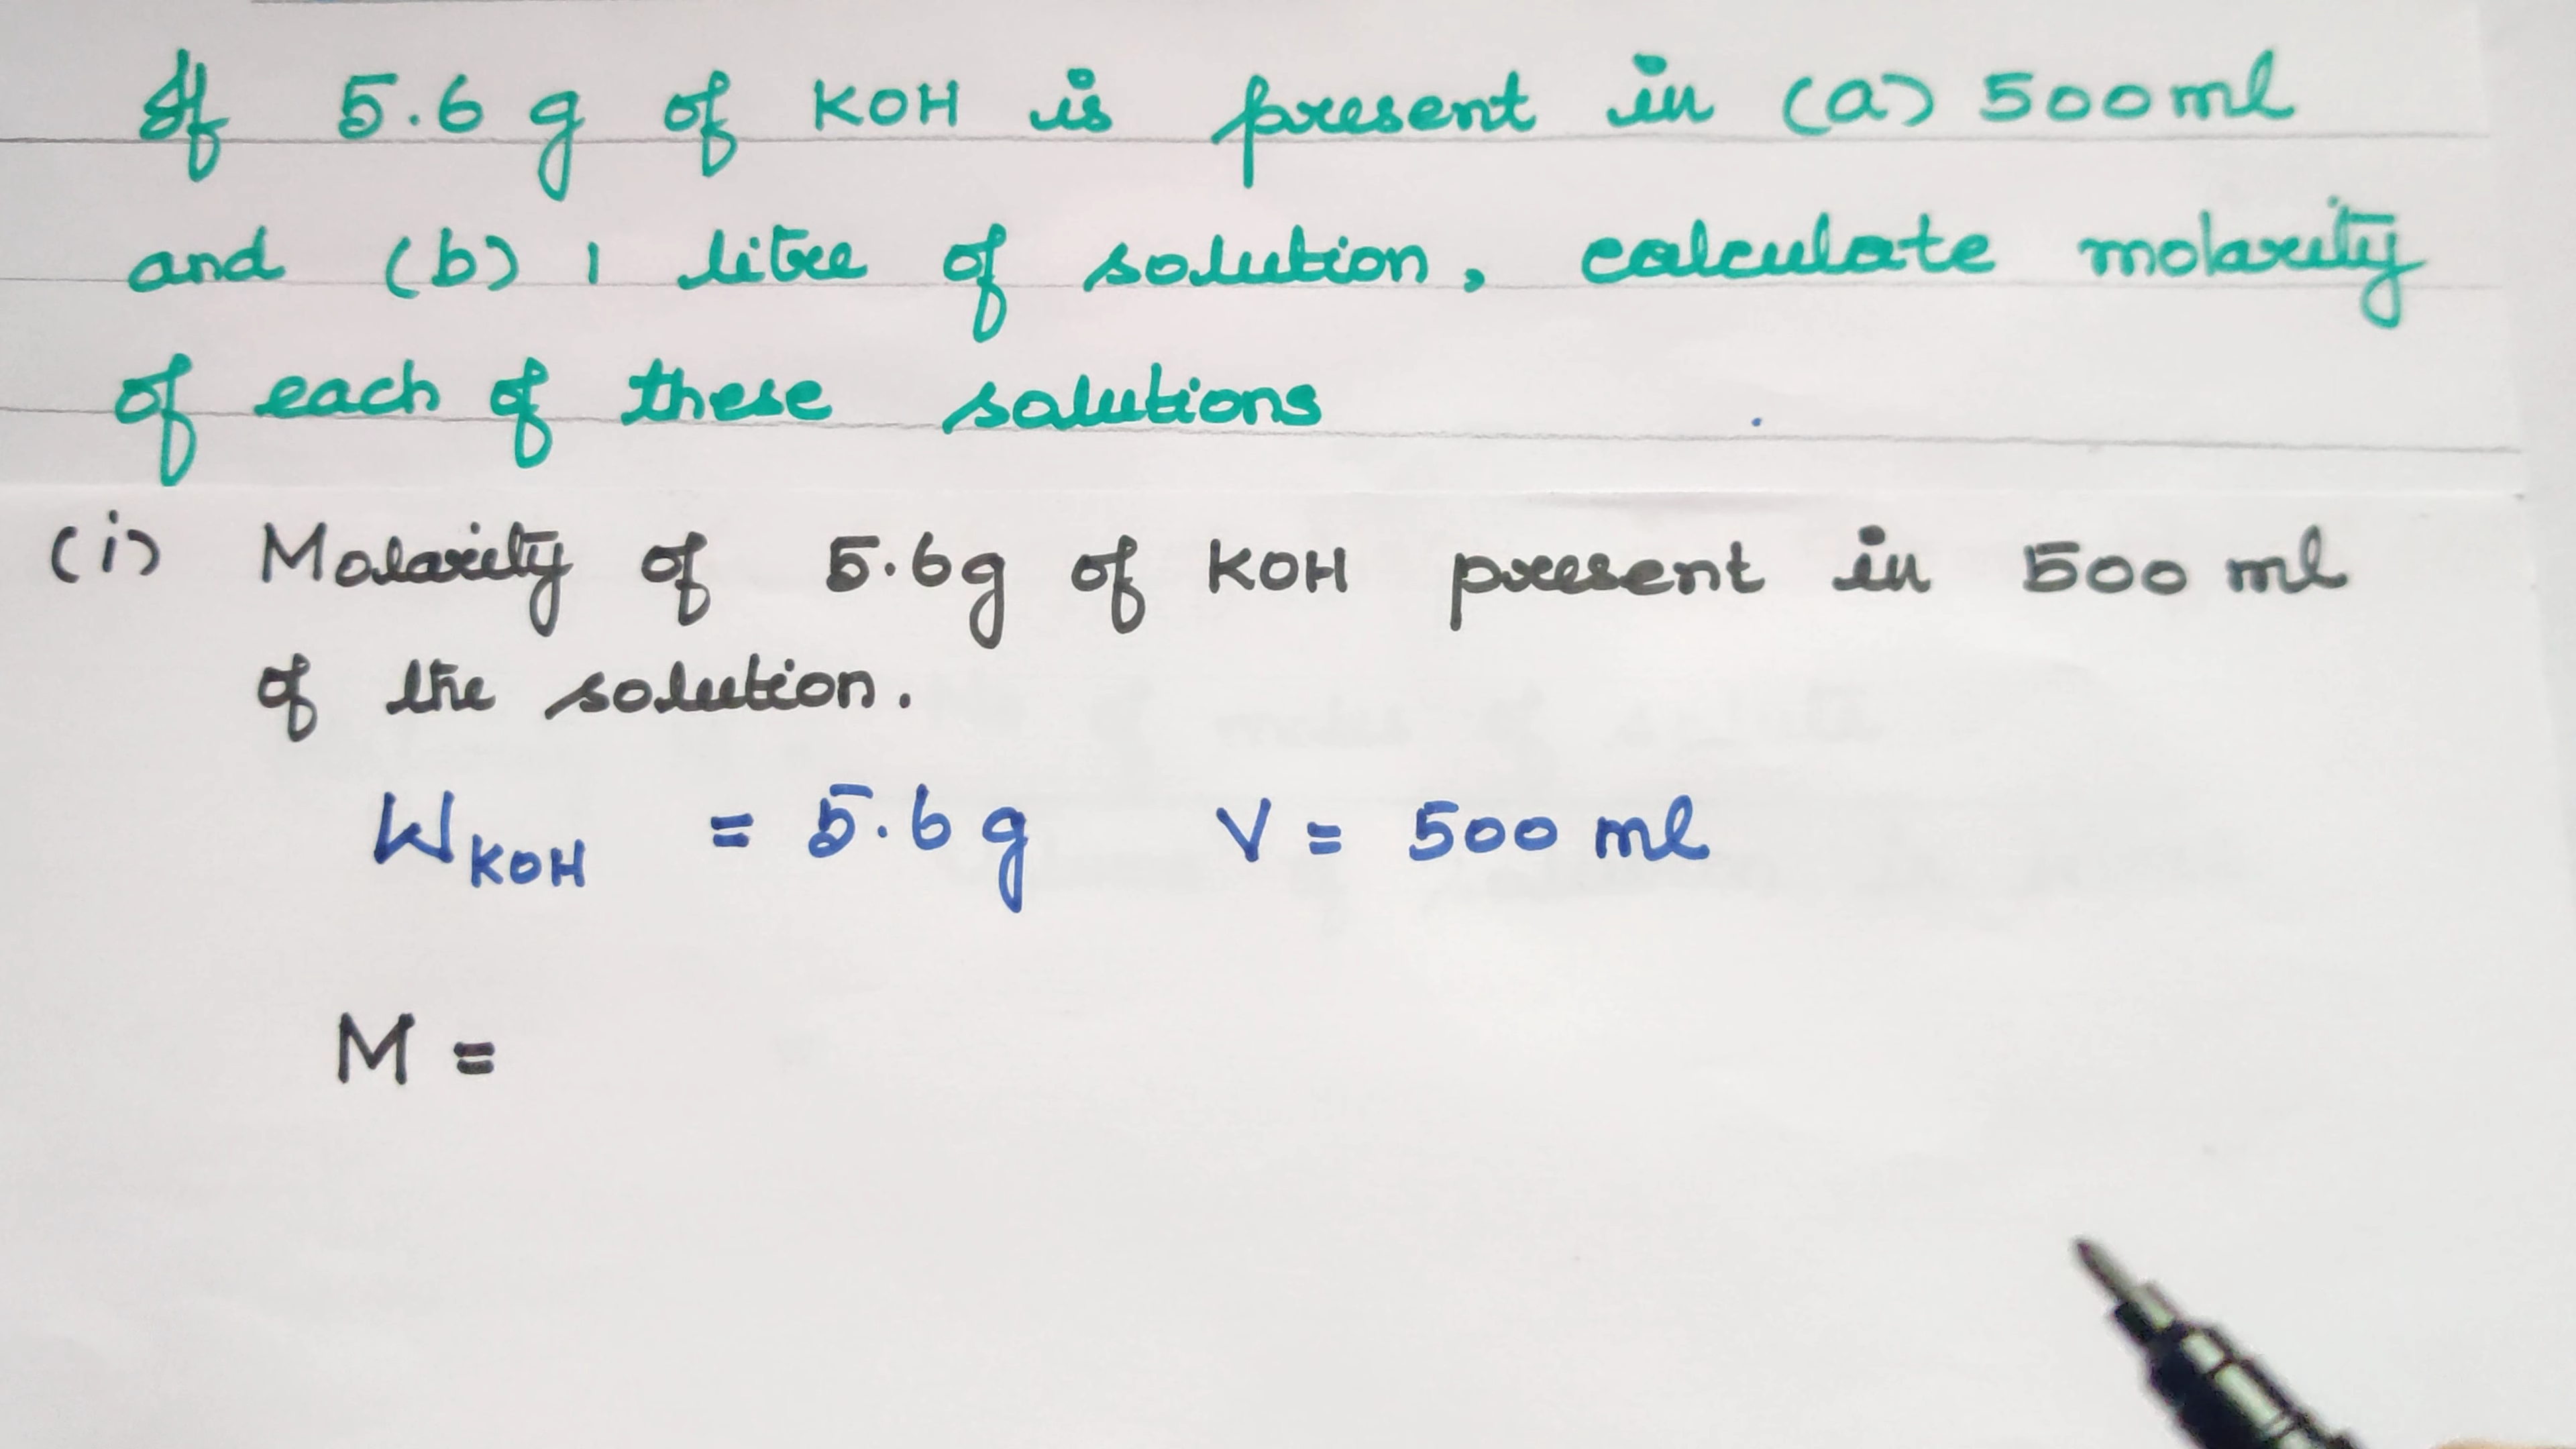 If 5.6 g of KOH is present in (a) 500 ml
and (b) 1 litre of solution, calculate molarity
of each of these solutions
(i) Molarity of 5.6g of KOH present in 500 ml
of the solution.
W KOH = 5.6 g V = 500 ml
M =